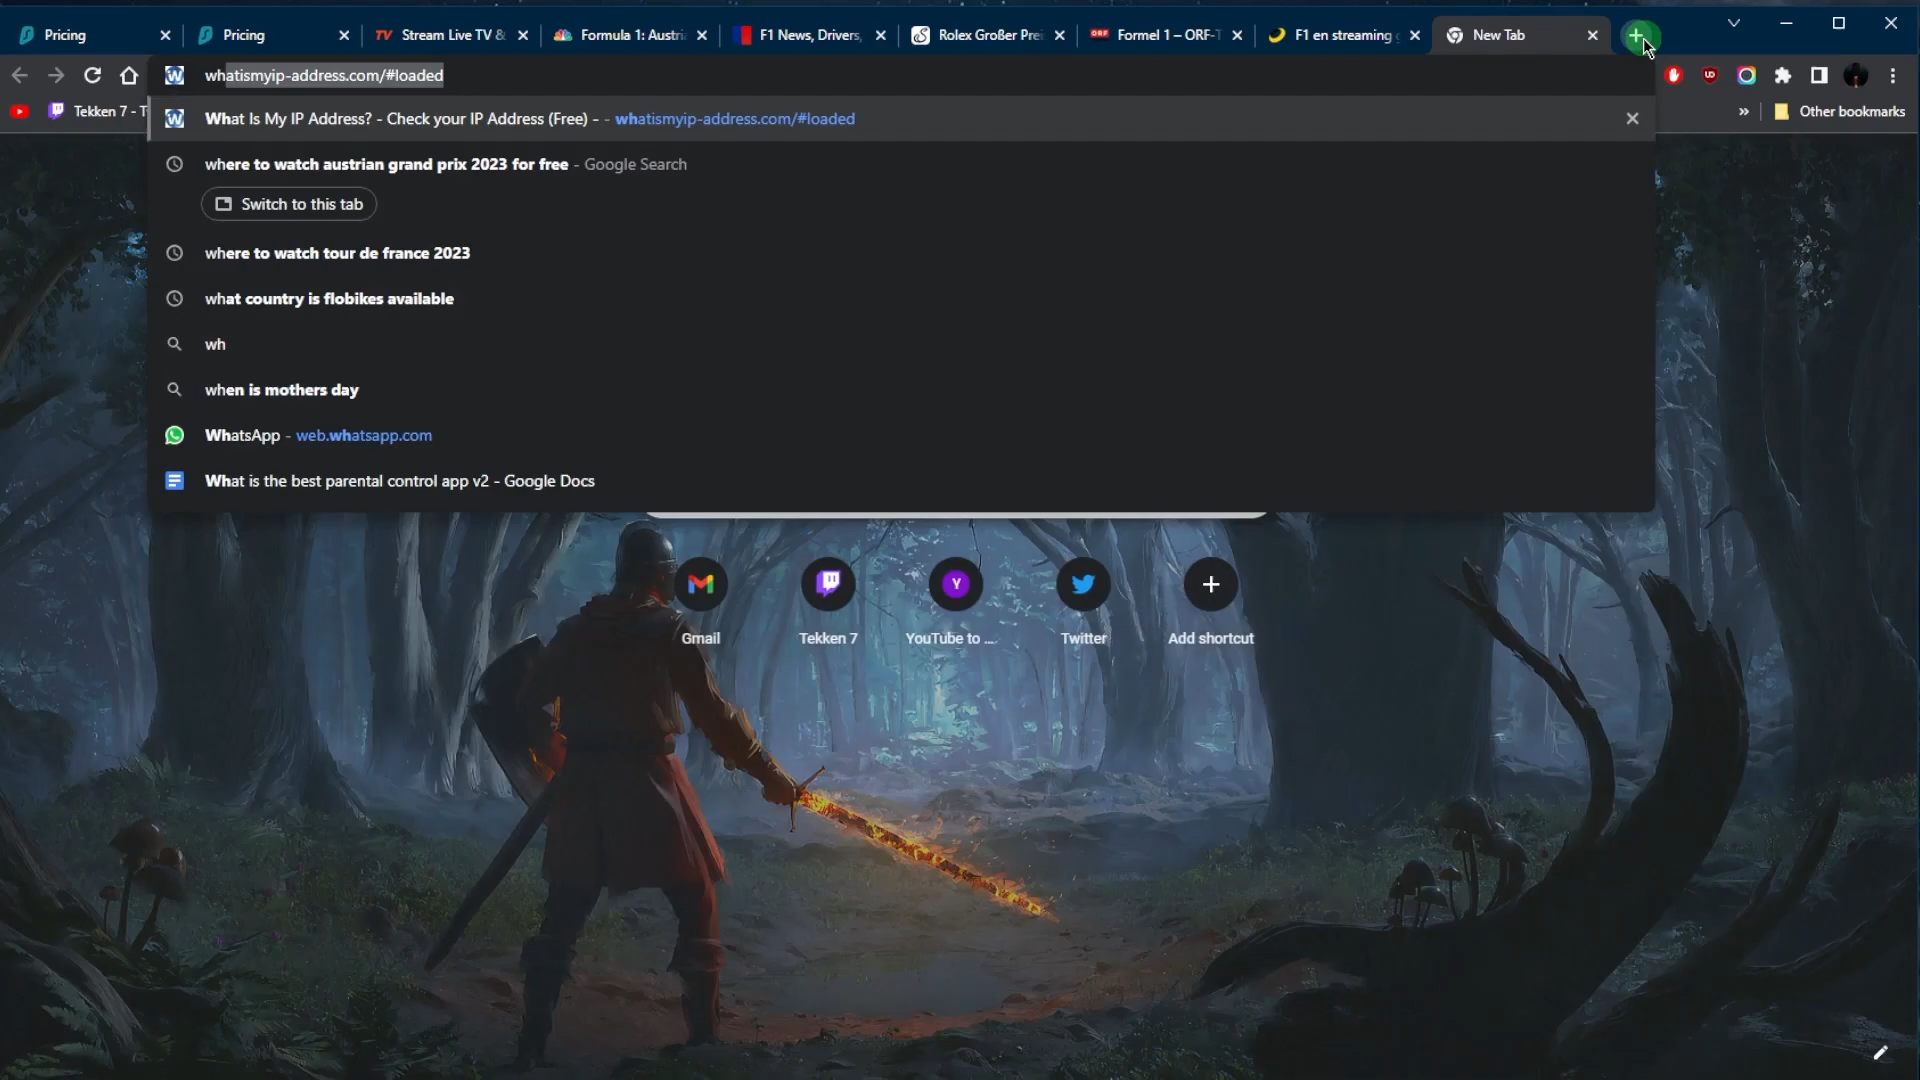 Pricing
Pricing
TV Stream Live TV &
Formula 1: Austri
F1 News, Drivers,
Rolex Großer Prei
ORF Formel 1 – ORF-T
F1 en streaming g
New Tab
whatismyip-address.com/#loaded
Tekken 7 - T
Other bookmarks
What Is My IP Address? - Check your IP Address (Free) - - whatismyip-address.com/#loaded
where to watch austrian grand prix 2023 for free - Google Search
Switch to this tab
where to watch tour de france 2023
what country is flobikes available
wh
when is mothers day
WhatsApp - web.whatsapp.com
What is the best parental control app v2 - Google Docs
Y
Gmail
Tekken 7
YouTube to ...
Twitter
Add shortcut